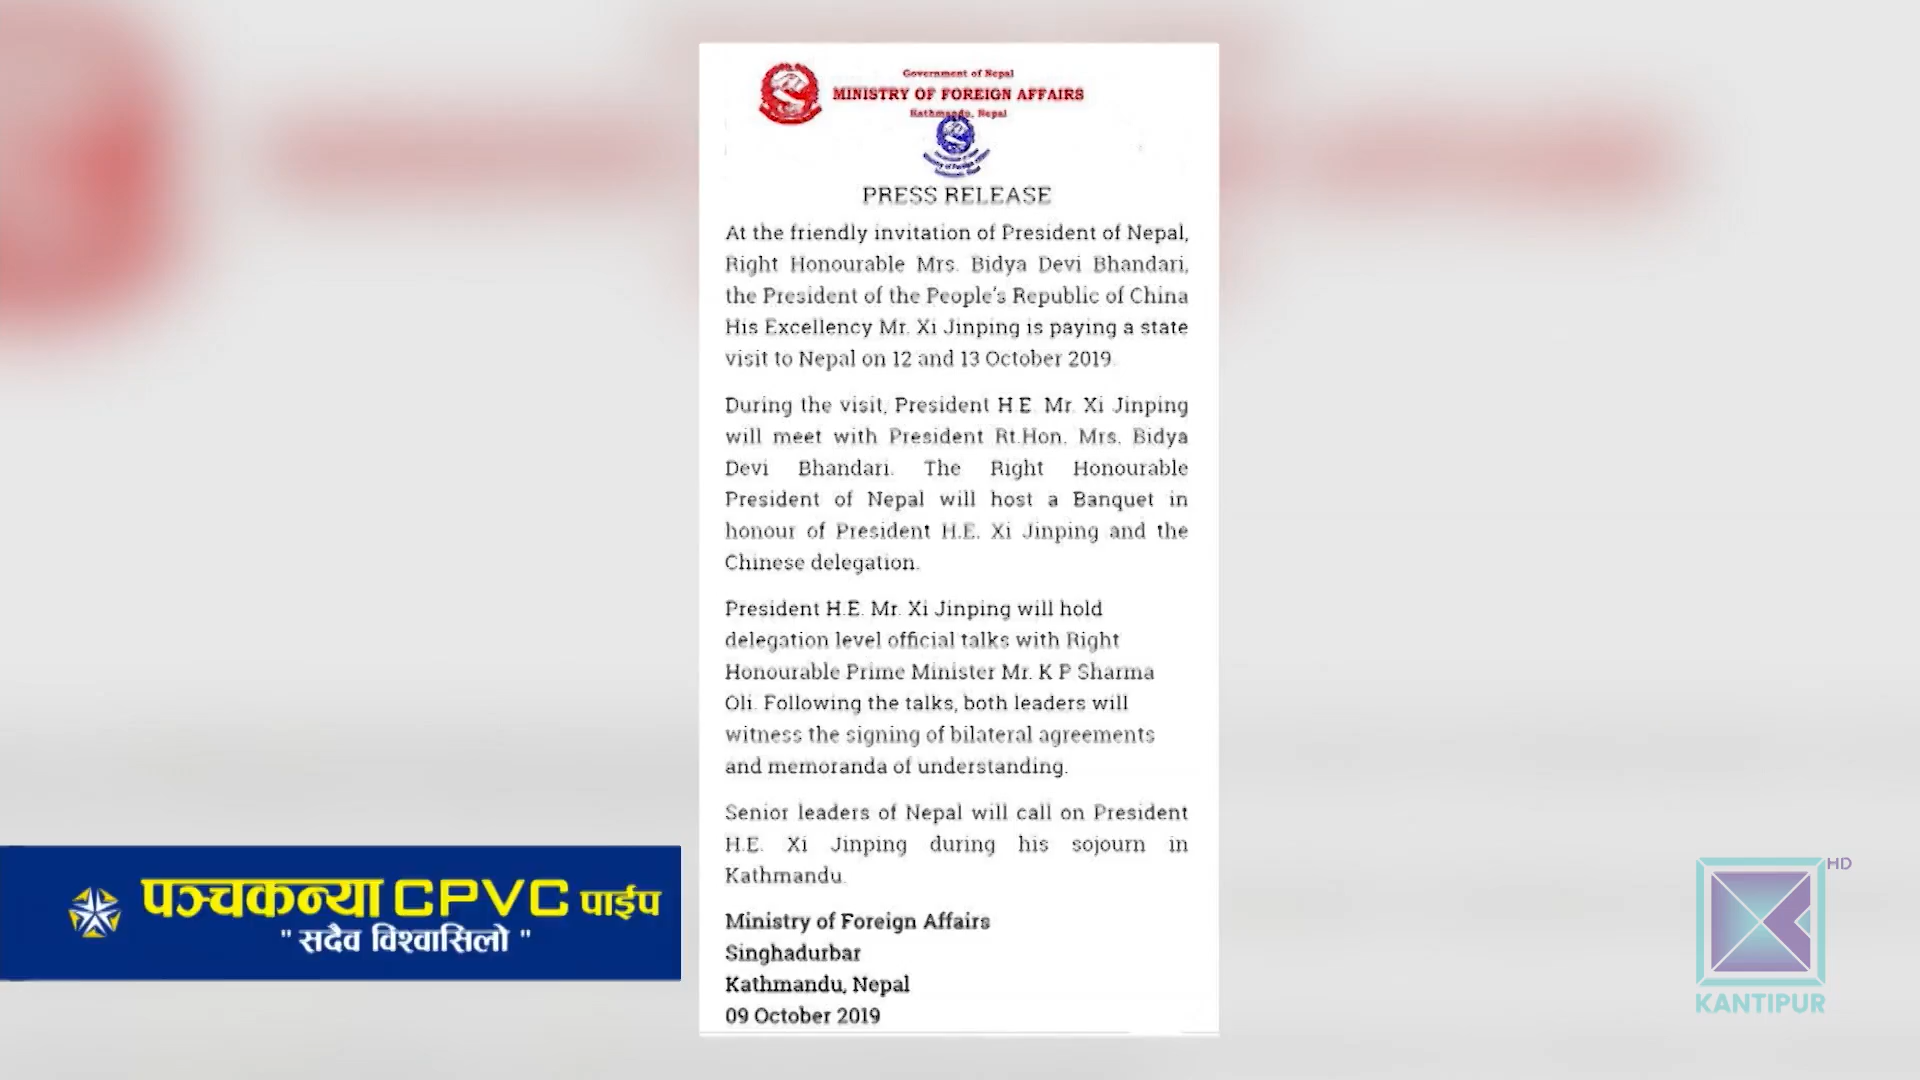 Government of Nepal
MINISTRY OF FOREIGN AFFAIRS
Kathmandu, Nepal
PRESS RELEASE
At the friendly invitation of President of Nepal,
Right Honourable Mrs. Bidya Devi Bhandari,
the President of the People's Republic of China
His Excellency Mr. Xi Jinping is paying a state
visit to Nepal on 12 and 13 October 2019.
During the visit, President H.E. Mr. Xi Jinping
will meet with President Rt.Hon. Mrs. Bidya
Devi Bhandari. The Right Honourable
President of Nepal will host a Banquet in
honour of President H.E. Xi Jinping and the
Chinese delegation.
President H.E. Mr. Xi Jinping will hold
delegation level official talks with Right
Honourable Prime Minister Mr. K P Sharma
Oli. Following the talks, both leaders will
witness the signing of bilateral agreements
and memoranda of understanding.
Senior leaders of Nepal will call on President
H.E. Xi Jinping during his sojourn in
Kathmandu.
Ministry of Foreign Affairs
Singhadurbar
Kathmandu, Nepal
09 October 2019
पञ्चकन्या CPVC पाईप
" सदैव विश्वासिलो "
HD
KANTIPUR